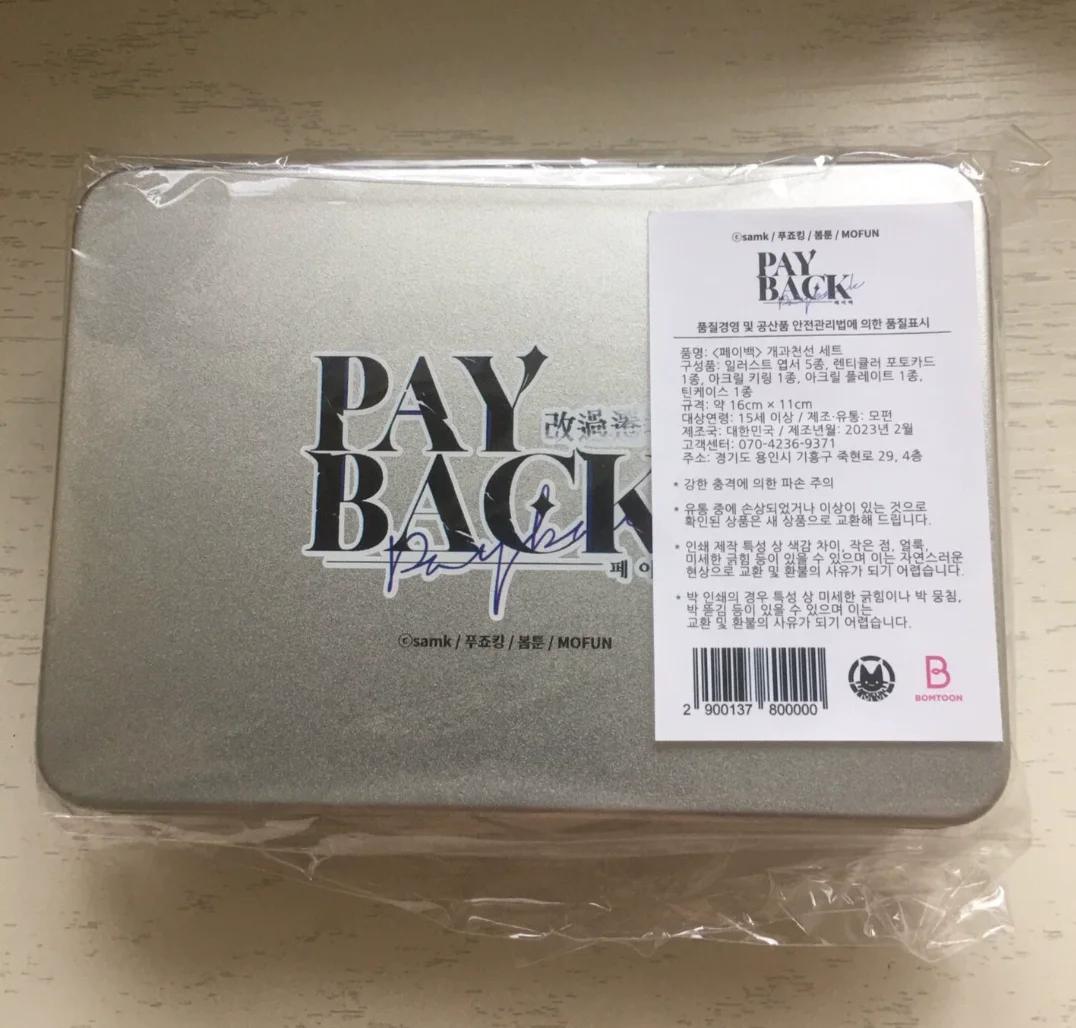 PAY
改過遷
BACK
Payba
페이
ⓒsamk / 푸죠킹 / 봄툰 / MOFUN
ⓒsamk / 푸죠킹 / 봄툰 / MOFUN
PAY
BACK
Payback
페이백
품질경영 및 공산품 안전관리법에 의한 품질표시
품명: <페이백> 개과천선 세트
구성품: 일러스트 엽서 5종, 렌티큘러 포토카드
1종, 아크릴 키링 1종, 아크릴 플레이트 1종,
틴케이스 1종
규격: 약 16cm × 11cm
대상연령: 15세 이상 / 제조·유통: 모펀
제조국: 대한민국 / 제조년월: 2023년 2월
고객센터: 070-4236-9371
주소: 경기도 용인시 기흥구 죽현로 29, 4층
* 강한 충격에 의한 파손 주의
* 유통 중에 손상되었거나 이상이 있는 것으로
확인된 상품은 새 상품으로 교환해 드립니다.
* 인쇄 제작 특성 상 색감 차이, 작은 점, 얼룩,
미세한 긁힘 등이 있을 수 있으며 이는 자연스러운
현상으로 교환 및 환불의 사유가 되기 어렵습니다.
* 박 인쇄의 경우 특성 상 미세한 긁힘이나 박 뭉침,
박 뜯김 등이 있을 수 있으며 이는
교환 및 환불의 사유가 되기 어렵습니다.
2 900137 800000
BOMTOON